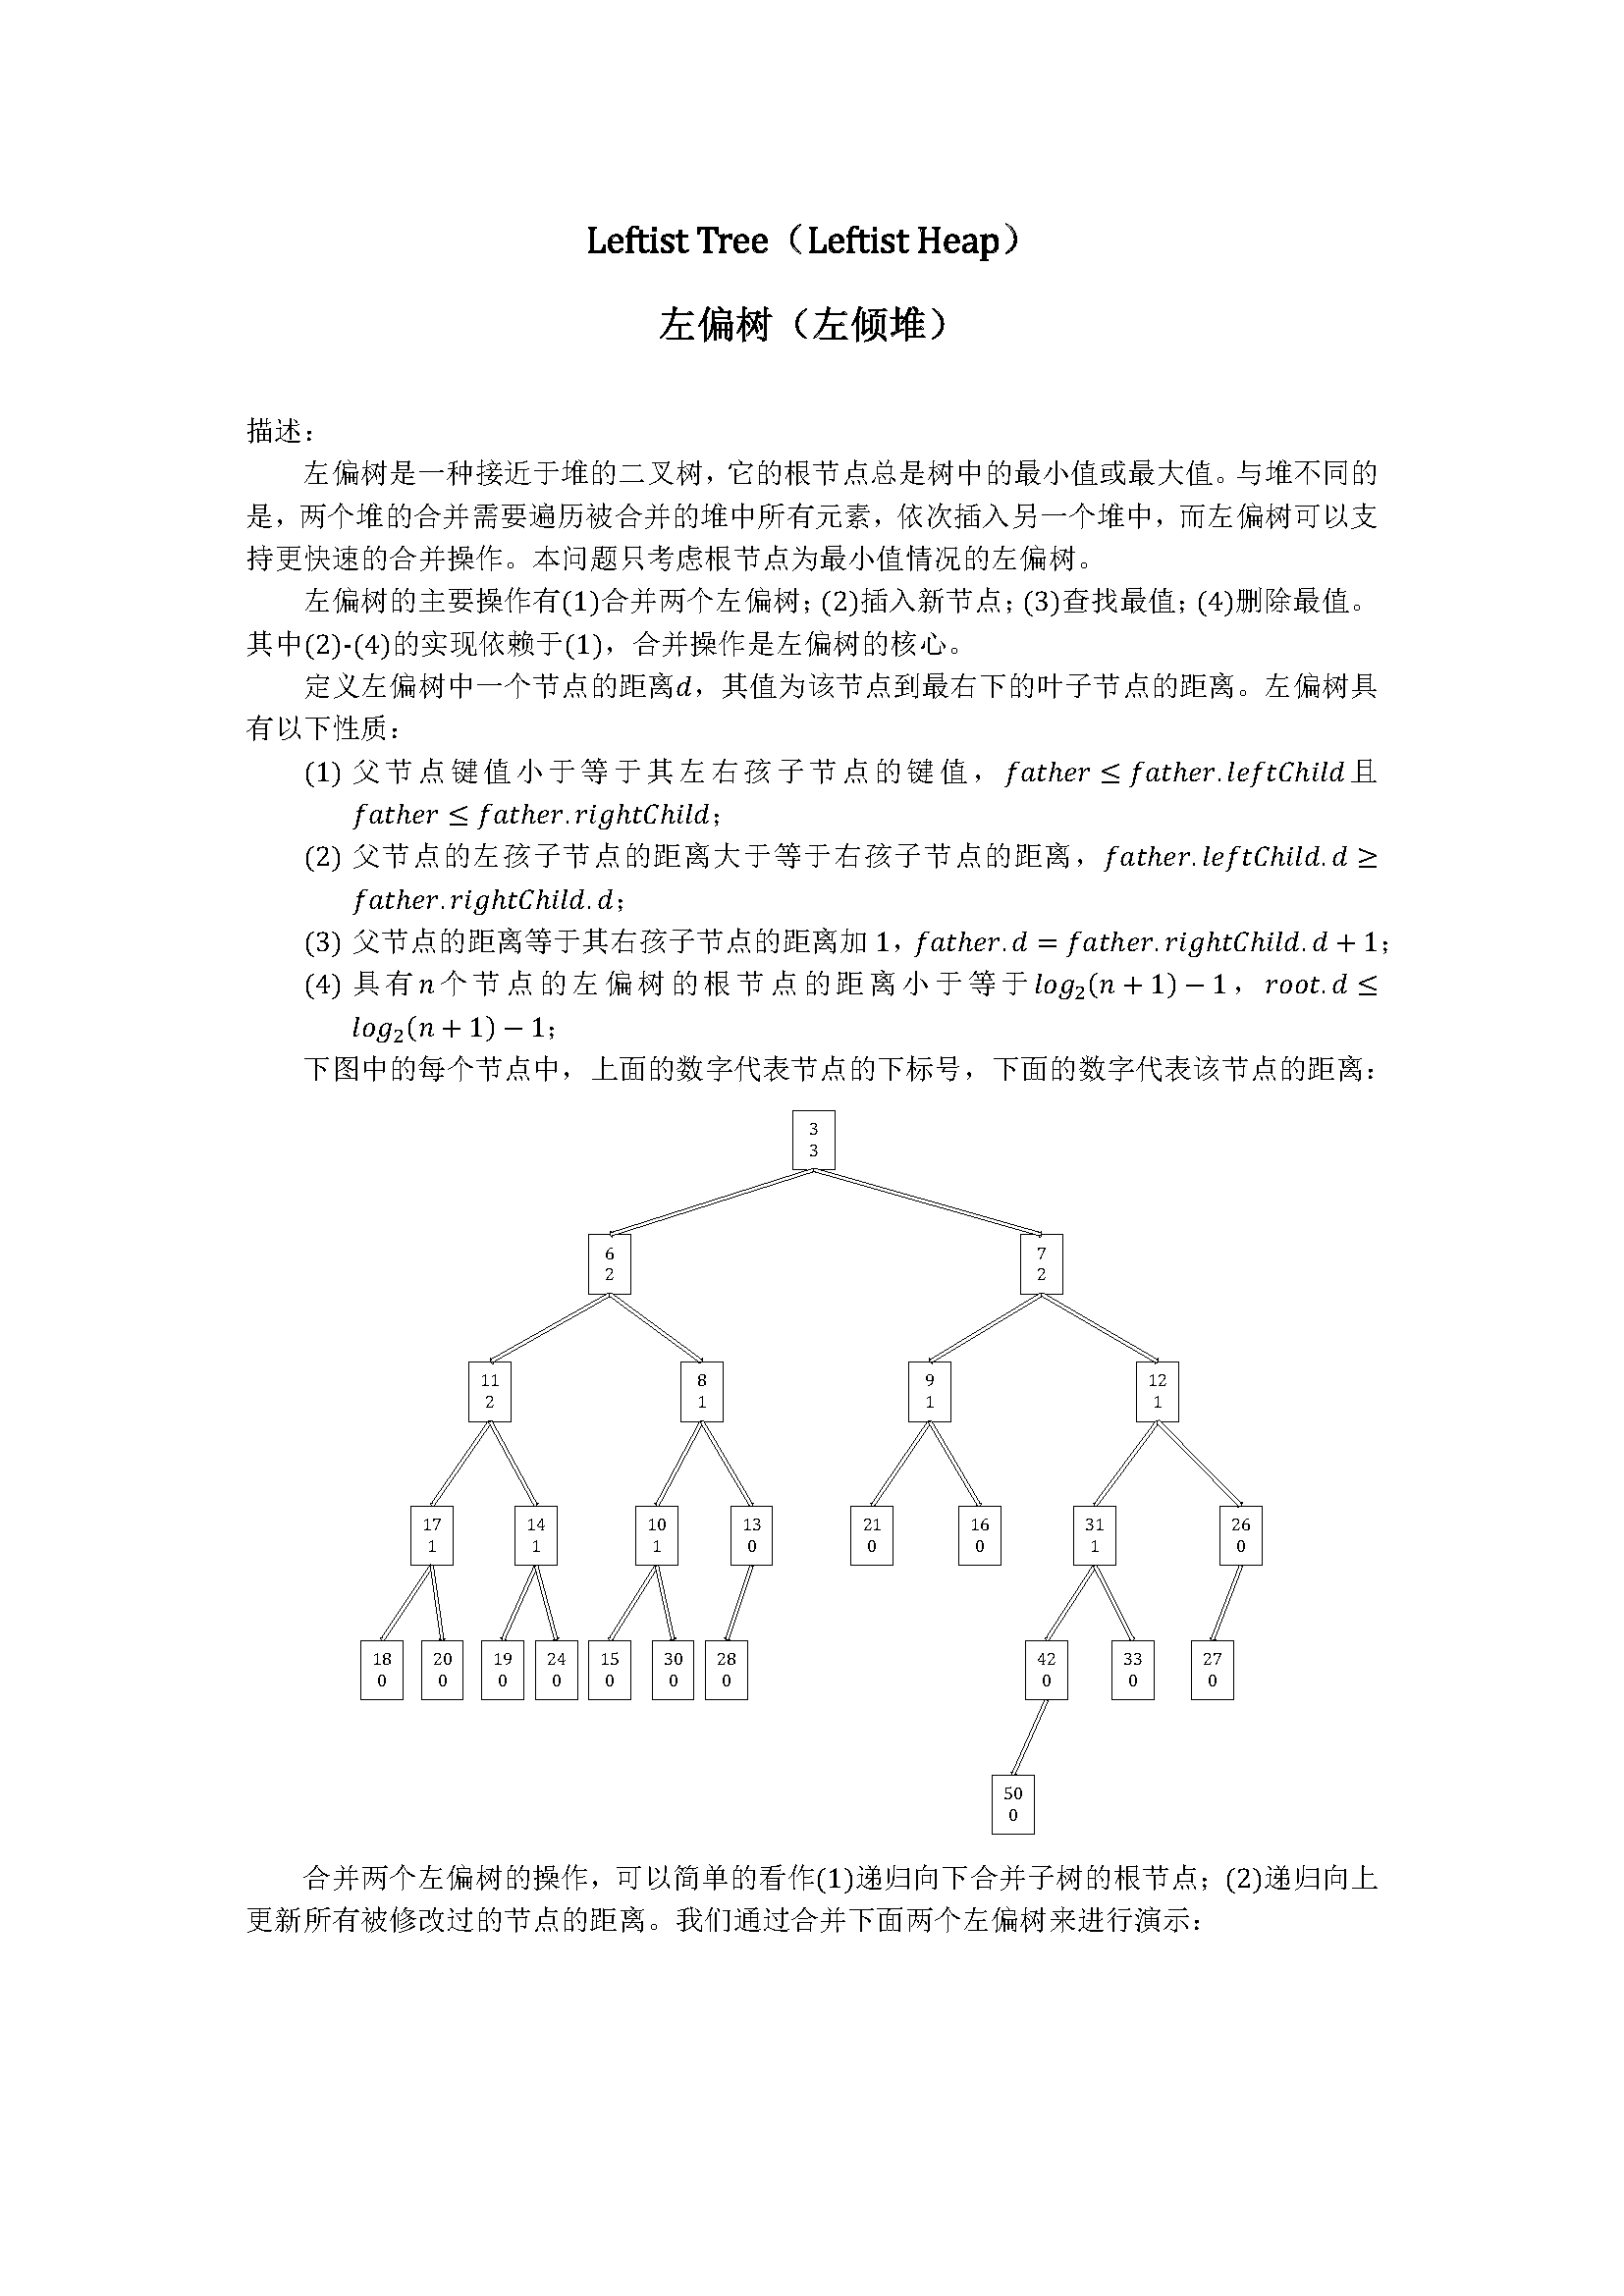 Leftist Tree（Leftist Heap）
左偏树（左倾堆）
描述：
左偏树是一种接近于堆的二叉树，它的根节点总是树中的最小值或最大值。与堆不同的
是，两个堆的合并需要遍历被合并的堆中所有元素，依次插入另一个堆中，而左偏树可以支
持更快速的合并操作。本问题只考虑根节点为最小值情况的左偏树。
左偏树的主要操作有(1)合并两个左偏树；(2)插入新节点；(3)查找最值；(4)删除最值。
其中(2)-(4)的实现依赖于(1)，合并操作是左偏树的核心。
定义左偏树中一个节点的距离d，其值为该节点到最右下的叶子节点的距离。左偏树具
有以下性质：
(1) 父节点键值小于等于其左右孩子节点的键值，father ≤ father.leftChild且
father ≤ father.rightChild；
(2) 父节点的左孩子节点的距离大于等于右孩子节点的距离，father.leftChild.d ≥
father.rightChild.d；
(3) 父节点的距离等于其右孩子节点的距离加 1，father.d = father.rightChild.d + 1；
(4) 具有n个节点的左偏树的根节点的距离小于等于log₂(n + 1) − 1，root.d ≤
log₂(n + 1) − 1；
下图中的每个节点中，上面的数字代表节点的下标号，下面的数字代表该节点的距离：
3
3
6 7
2 2
11 8 9 12
2 1 1 1
17 14 10 13 21 16 31 26
1 1 1 0 0 0 1 0
18 20 19 24 15 30 28 42 33 27
0 0 0 0 0 0 0 0 0 0
50
0
合并两个左偏树的操作，可以简单的看作(1)递归向下合并子树的根节点；(2)递归向上
更新所有被修改过的节点的距离。我们通过合并下面两个左偏树来进行演示：